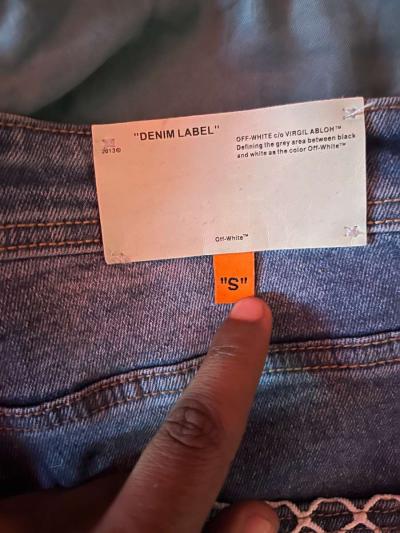 "DENIM LABEL"
2013©
OFF-WHITE c/o VIRGIL ABLOH™
Defining the grey area between black
and white as the color Off-White™
Off-White™
"S"